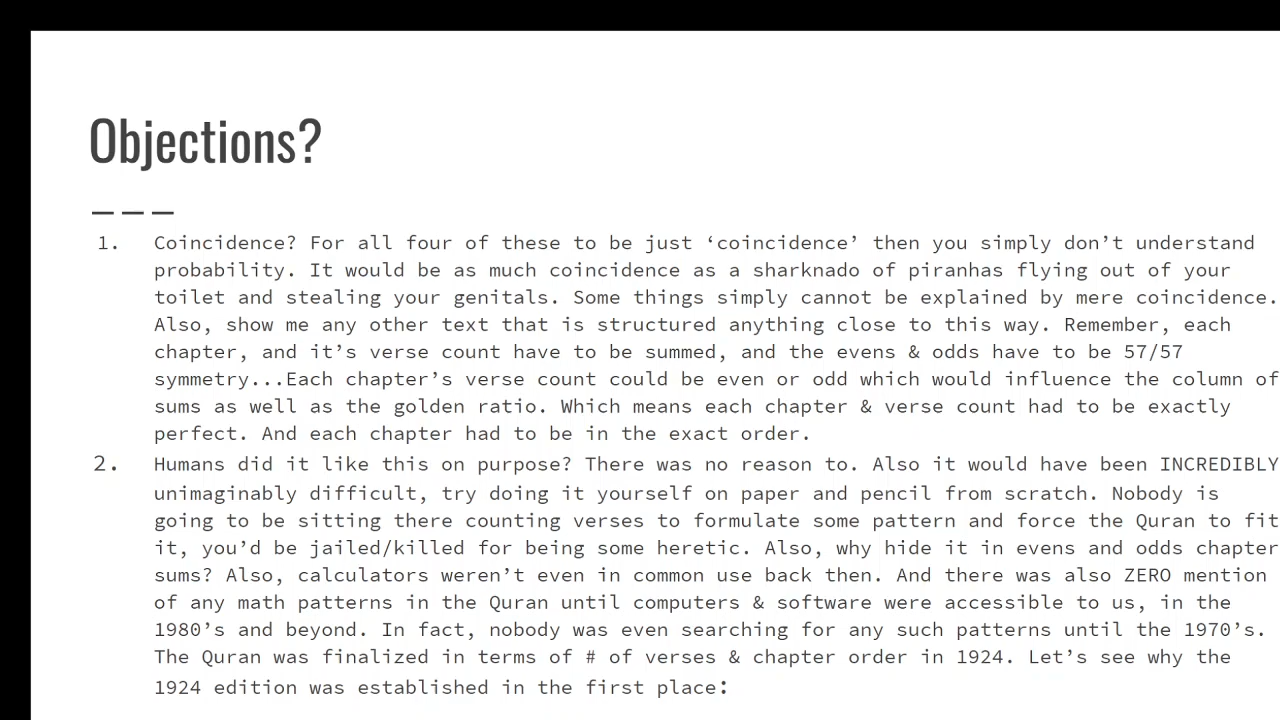 Objections?
1. Coincidence? For all four of these to be just ‘coincidence’ then you simply don’t understand
probability. It would be as much coincidence as a sharknado of piranhas flying out of your
toilet and stealing your genitals. Some things simply cannot be explained by mere coincidence.
Also, show me any other text that is structured anything close to this way. Remember, each
chapter, and it’s verse count have to be summed, and the evens & odds have to be 57/57
symmetry...Each chapter’s verse count could be even or odd which would influence the column of
sums as well as the golden ratio. Which means each chapter & verse count had to be exactly
perfect. And each chapter had to be in the exact order.
2. Humans did it like this on purpose? There was no reason to. Also it would have been INCREDIBLY
unimaginably difficult, try doing it yourself on paper and pencil from scratch. Nobody is
going to be sitting there counting verses to formulate some pattern and force the Quran to fit
it, you’d be jailed/killed for being some heretic. Also, why hide it in evens and odds chapter
sums? Also, calculators weren’t even in common use back then. And there was also ZERO mention
of any math patterns in the Quran until computers & software were accessible to us, in the
1980’s and beyond. In fact, nobody was even searching for any such patterns until the 1970’s.
The Quran was finalized in terms of # of verses & chapter order in 1924. Let’s see why the
1924 edition was established in the first place: